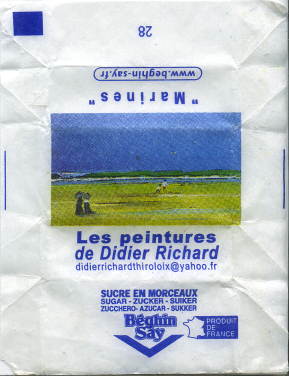 28
www.beghin-say.fr
"Marines"
Les peintures
de Didier Richard
didierrichardthiroloix@yahoo.fr
SUCRE EN MORCEAUX
SUGAR - ZUCKER - SUIKER
ZUCCHERO - AZUCAR - SUKKER
Béghin
Say
PRODUIT
DE
FRANCE